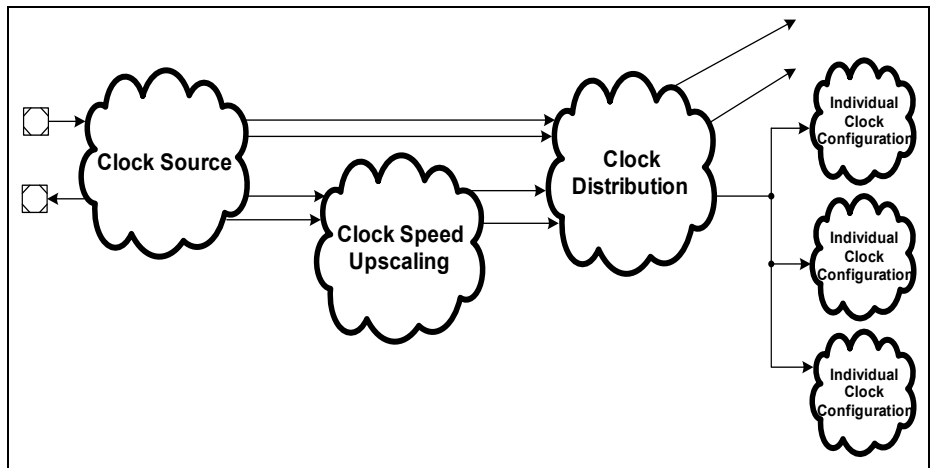 Clock Source
Clock Speed
Upscaling
Clock
Distribution
Individual
Clock
Configuration
Individual
Clock
Configuration
Individual
Clock
Configuration